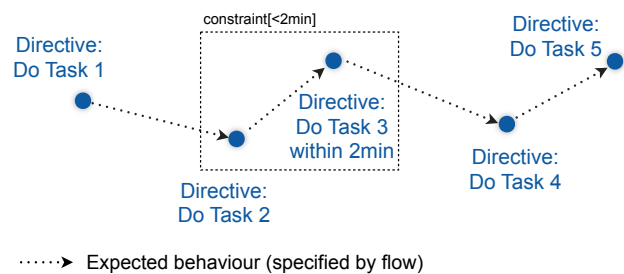 constraint[<2min]
Directive:
Do Task 1
Directive:
Do Task 2
Directive:
Do Task 3
within 2min
Directive:
Do Task 4
Directive:
Do Task 5
Expected behaviour (specified by flow)